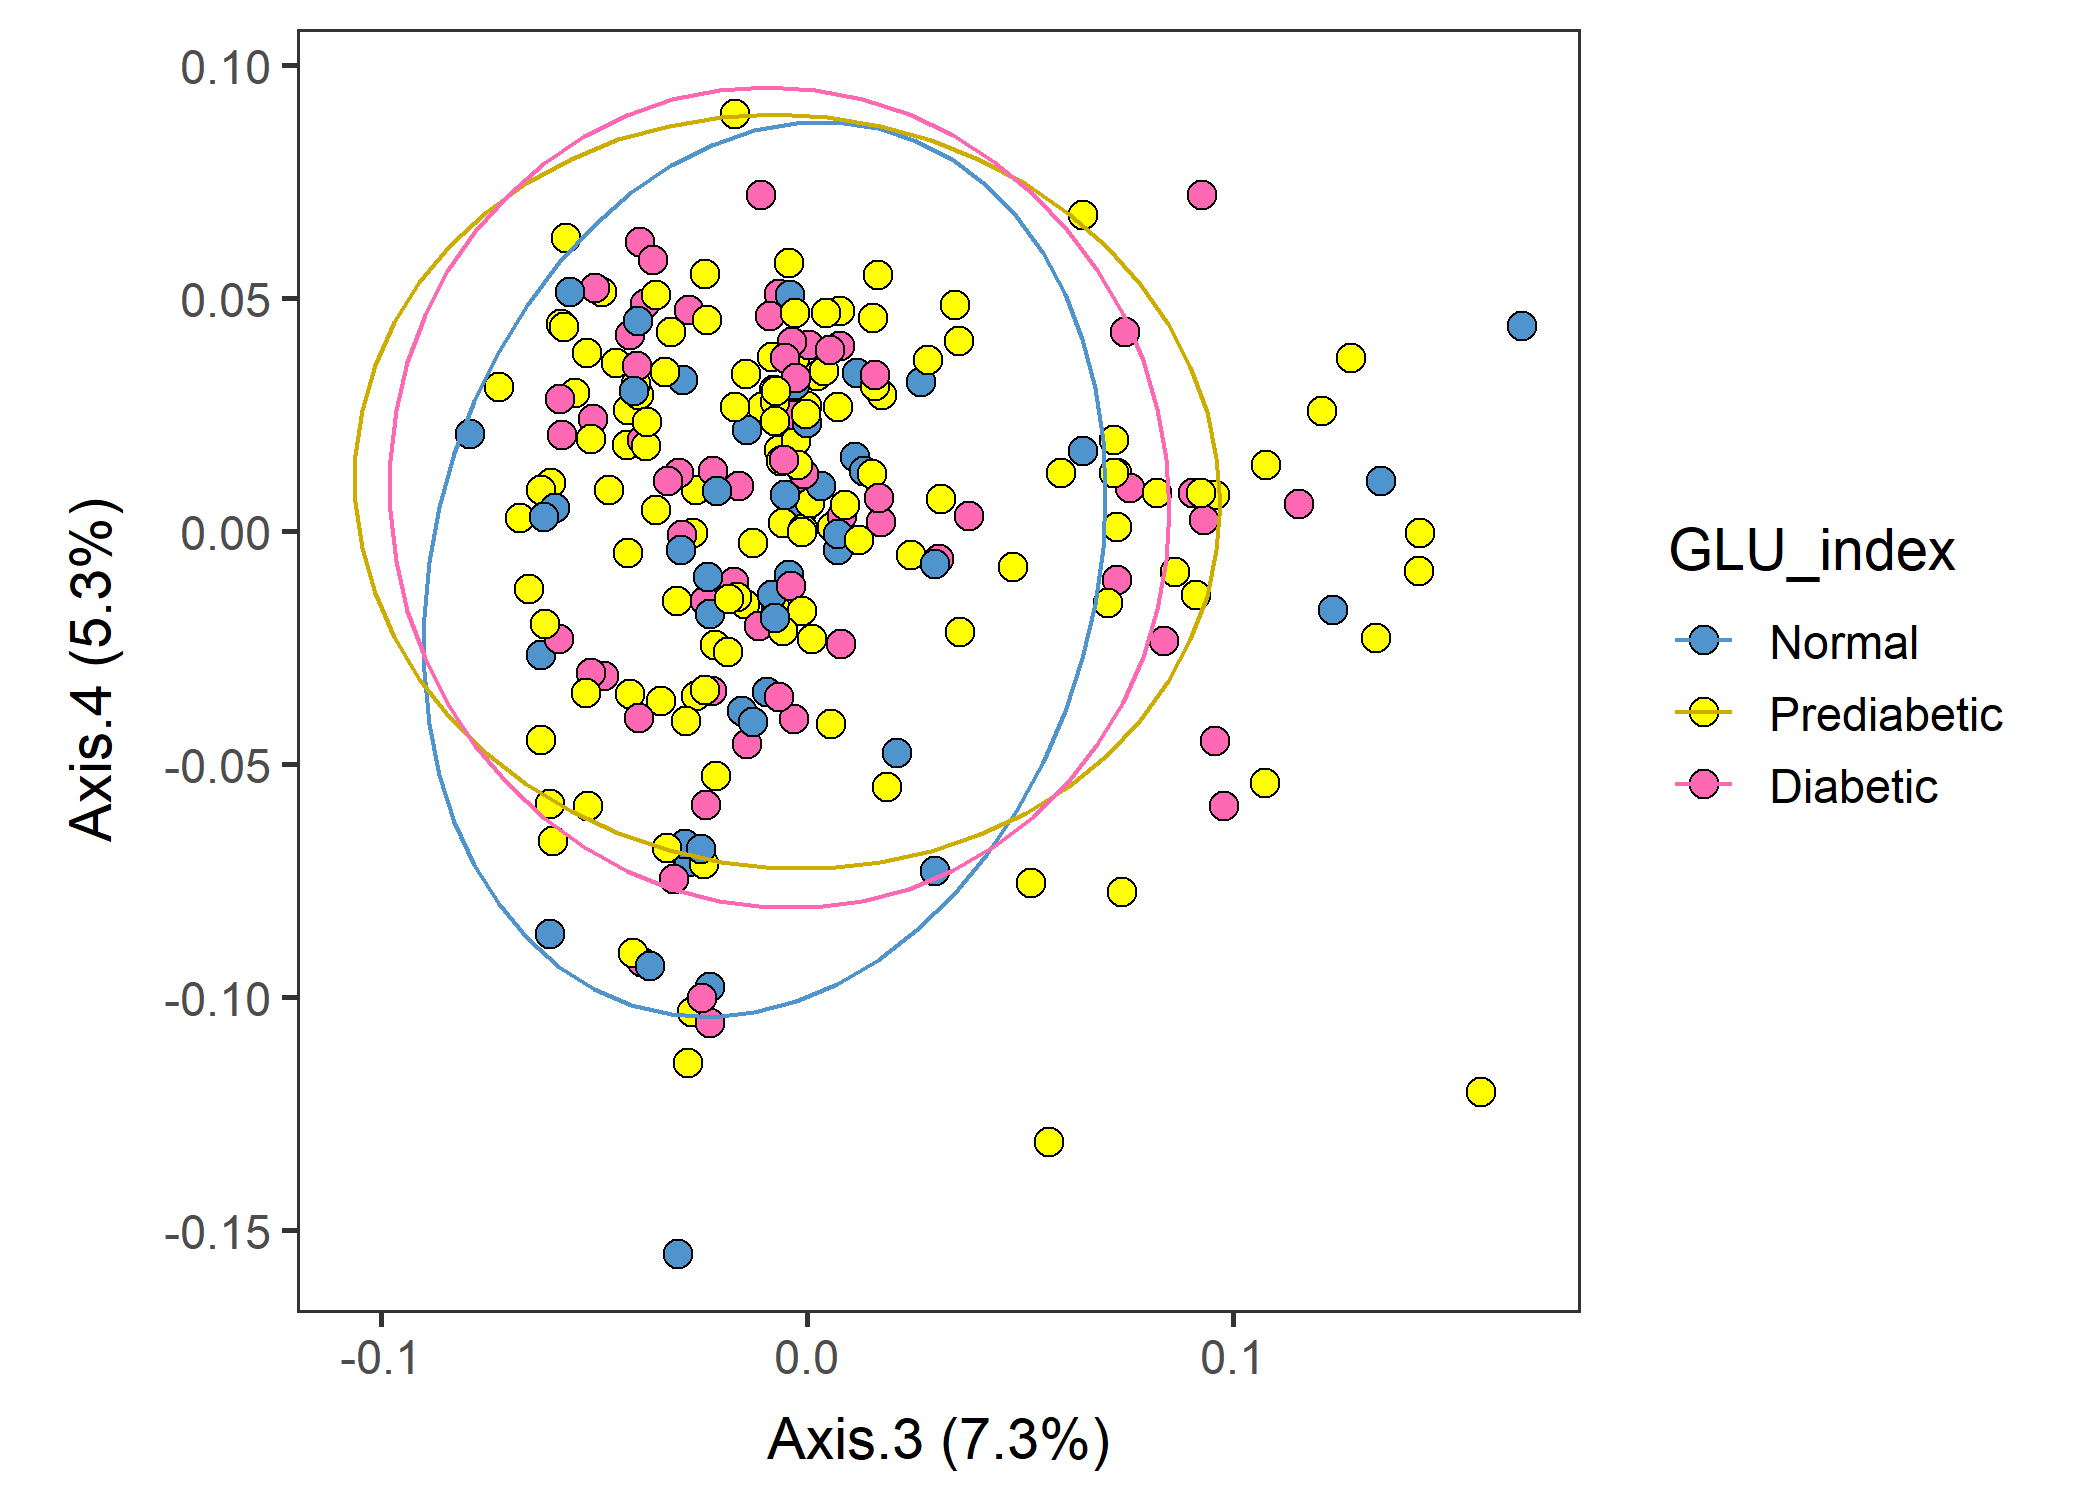 0.10
0.05
0.00
-0.05
-0.10
-0.15
Axis.4 (5.3%)
-0.1
0.0
0.1
Axis.3 (7.3%)
GLU_index
Normal
Prediabetic
Diabetic